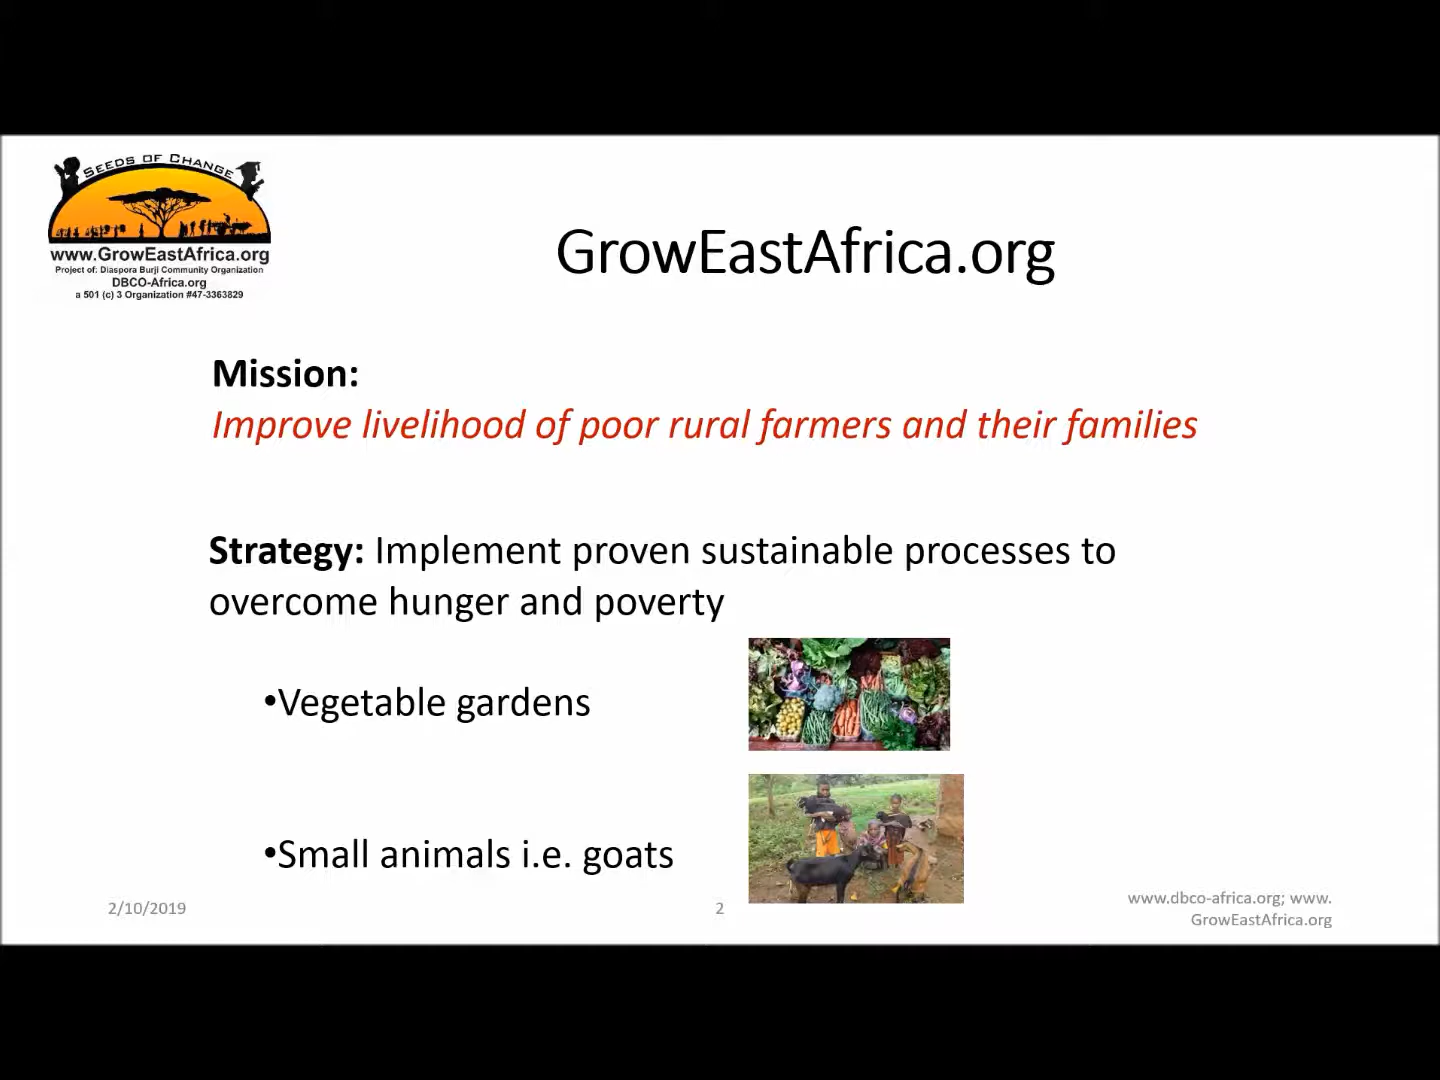 SEEDS OF CHANGE
www.GrowEastAfrica.org
Project of: Diaspora Burji Community Organization
DBCO-Africa.org
a 501 (c) 3 Organization #47-3363829
GrowEastAfrica.org
Mission:
Improve livelihood of poor rural farmers and their families
Strategy: Implement proven sustainable processes to
overcome hunger and poverty
•Vegetable gardens
•Small animals i.e. goats
2/10/2019
2
www.dbco-africa.org; www.
GrowEastAfrica.org